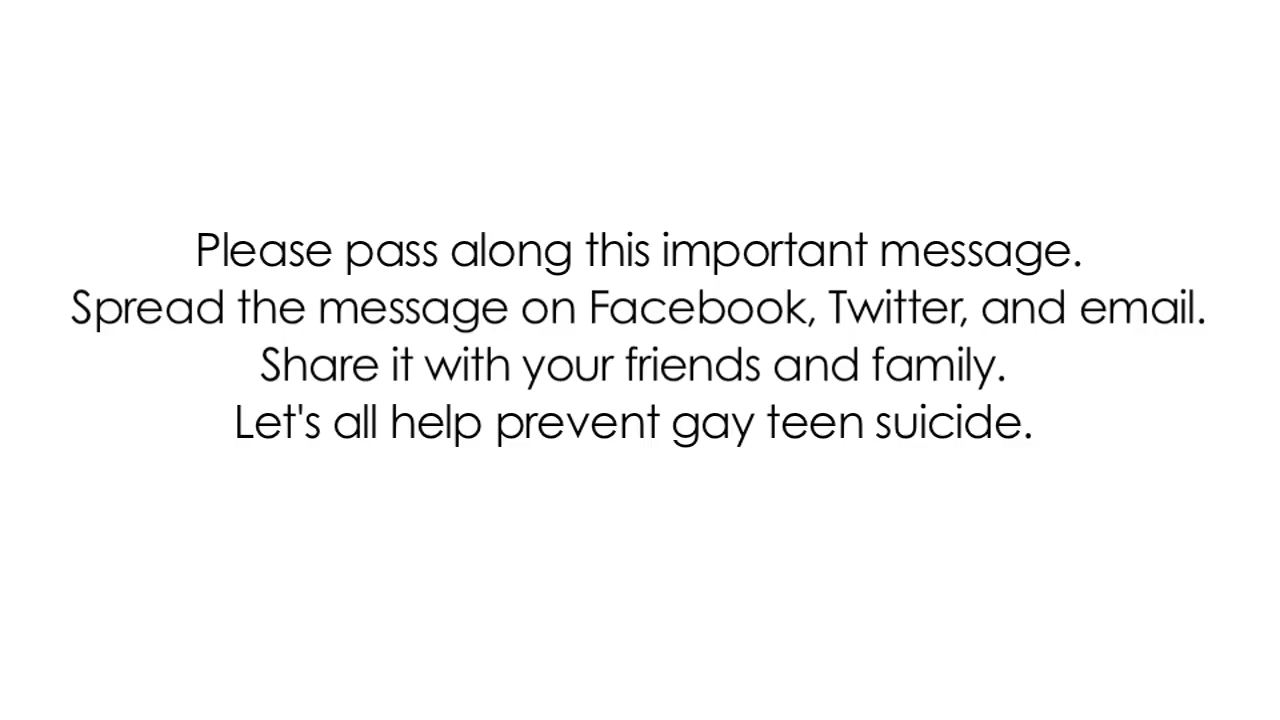 Please pass along this important message.
Spread the message on Facebook, Twitter, and email.
Share it with your friends and family.
Let's all help prevent gay teen suicide.